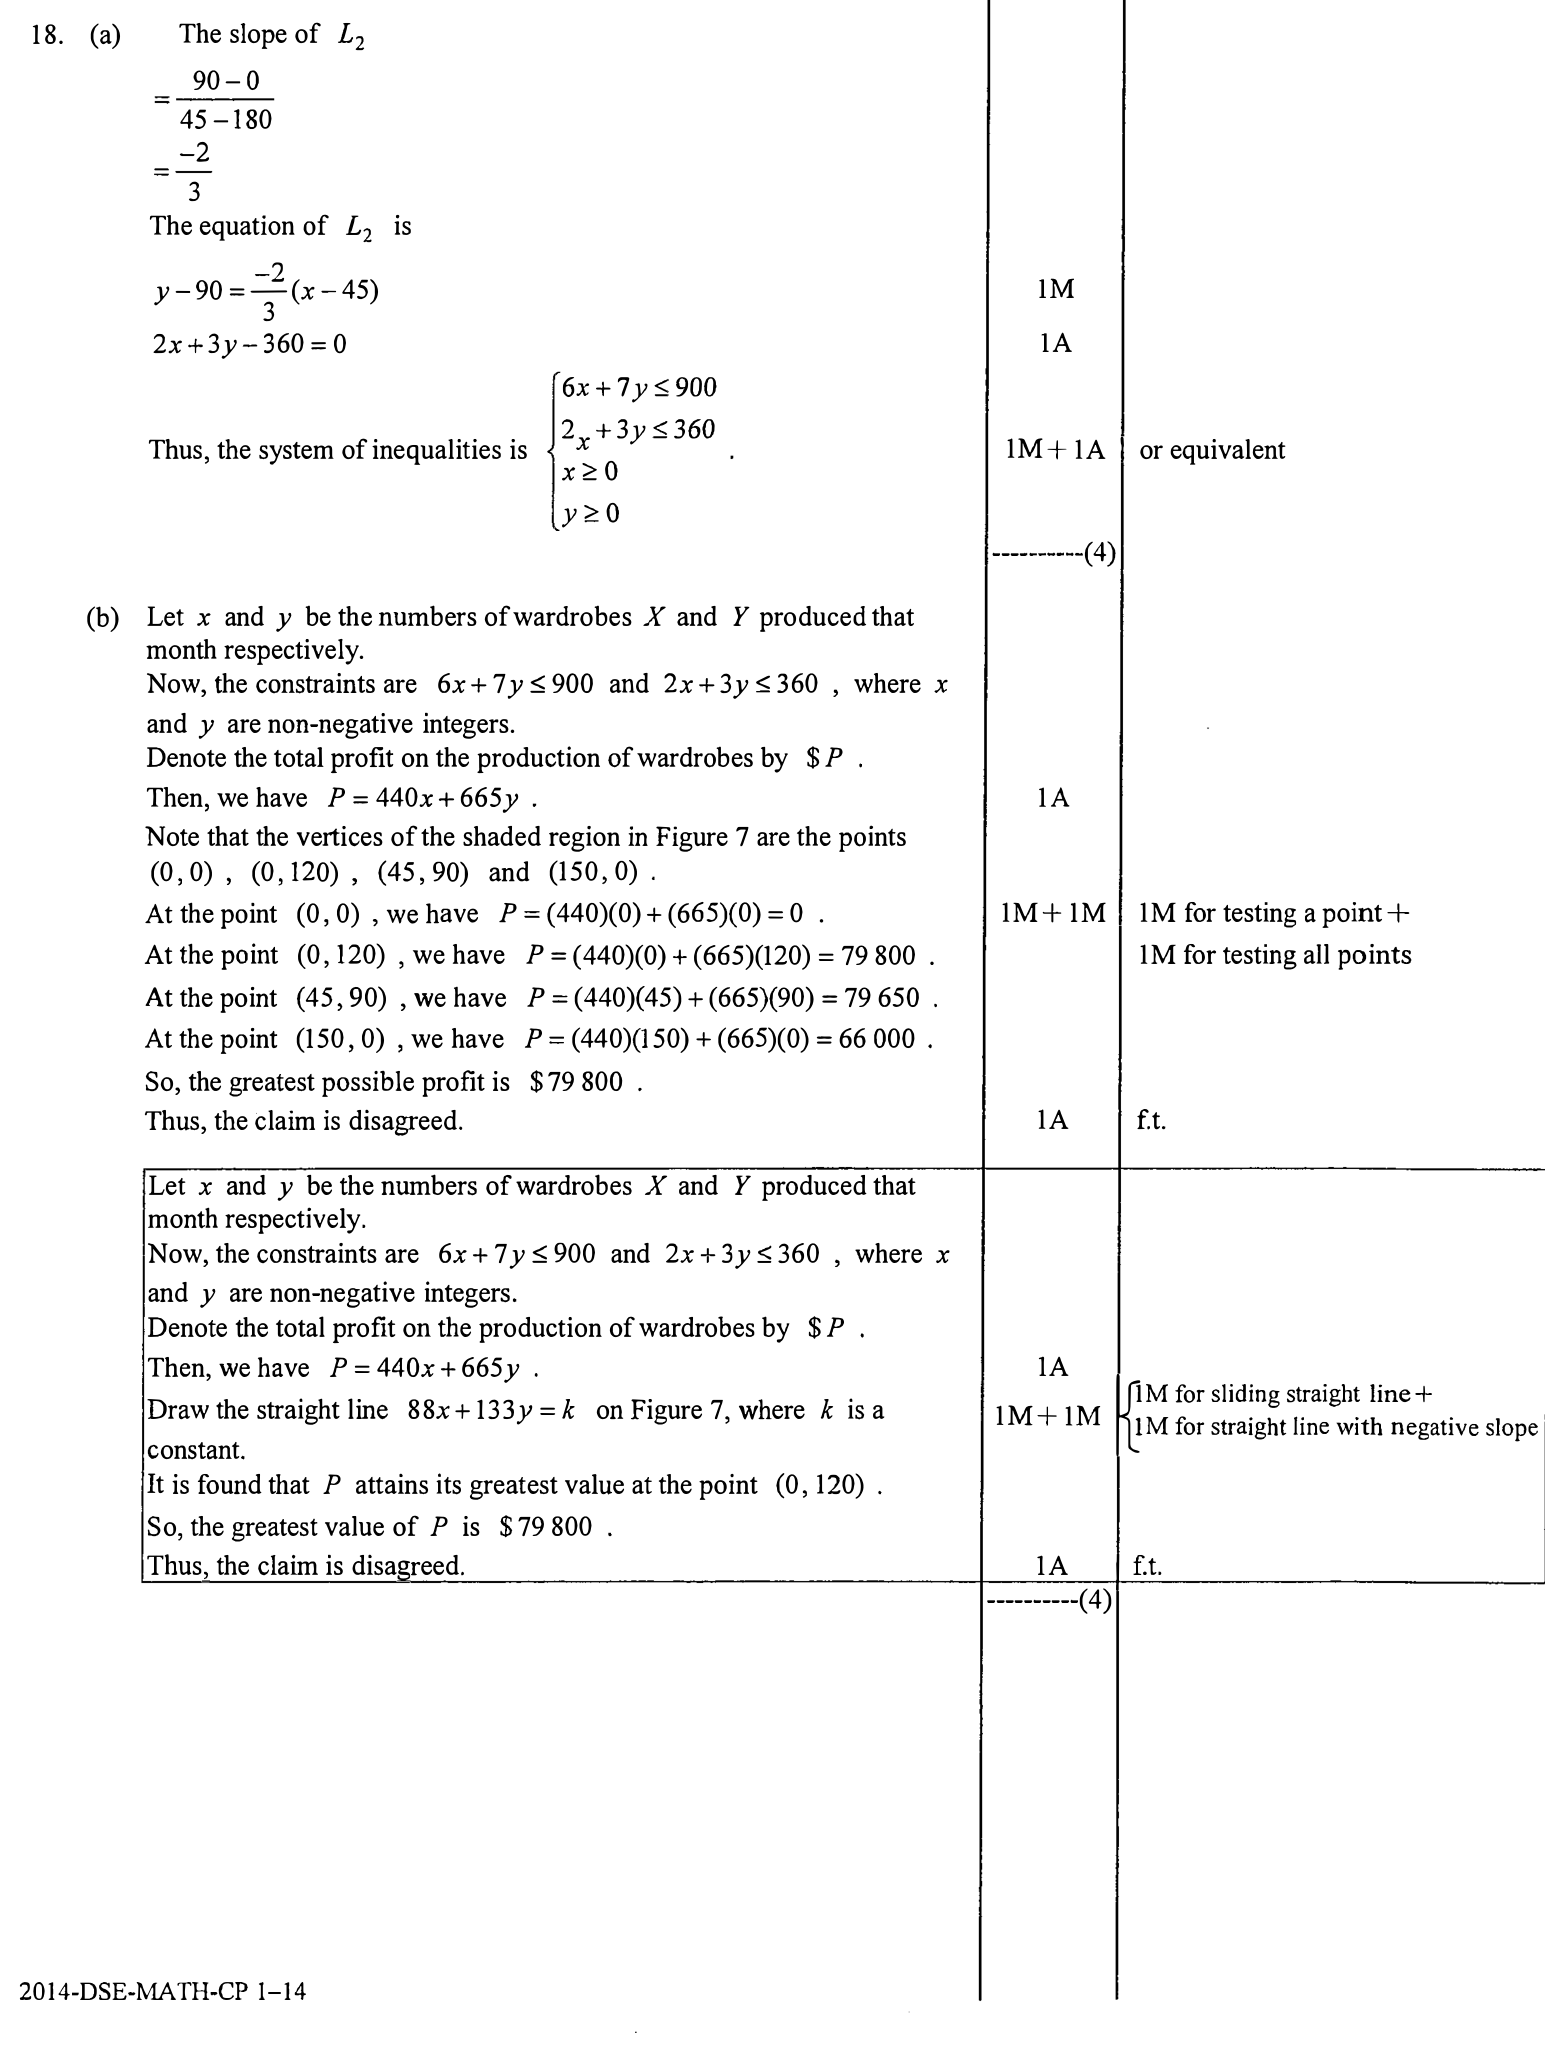 18. (a) The slope of L₂
= (90 − 0)/(45 − 180)
= −2/3
The equation of L₂ is
y − 90 = −2/3 (x − 45) 1M
2x + 3y − 360 = 0 1A
Thus, the system of inequalities is { 6x + 7y ≤ 900
2x + 3y ≤ 360
x ≥ 0
y ≥ 0 . 1M + 1A or equivalent
----------(4)
(b) Let x and y be the numbers of wardrobes X and Y produced that
month respectively.
Now, the constraints are 6x + 7y ≤ 900 and 2x + 3y ≤ 360 , where x
and y are non-negative integers.
Denote the total profit on the production of wardrobes by $ P .
Then, we have P = 440x + 665y . 1A
Note that the vertices of the shaded region in Figure 7 are the points
(0, 0) , (0, 120) , (45, 90) and (150, 0) .
At the point (0, 0) , we have P = (440)(0) + (665)(0) = 0 . 1M + 1M 1M for testing a point +
At the point (0, 120) , we have P = (440)(0) + (665)(120) = 79 800 . 1M for testing all points
At the point (45, 90) , we have P = (440)(45) + (665)(90) = 79 650 .
At the point (150, 0) , we have P = (440)(150) + (665)(0) = 66 000 .
So, the greatest possible profit is $ 79 800 .
Thus, the claim is disagreed. 1A f.t.
Let x and y be the numbers of wardrobes X and Y produced that
month respectively.
Now, the constraints are 6x + 7y ≤ 900 and 2x + 3y ≤ 360 , where x
and y are non-negative integers.
Denote the total profit on the production of wardrobes by $ P .
Then, we have P = 440x + 665y . 1A
Draw the straight line 88x + 133y = k on Figure 7, where k is a 1M + 1M { 1M for sliding straight line +
constant. 1M for straight line with negative slope
It is found that P attains its greatest value at the point (0, 120) .
So, the greatest value of P is $ 79 800 .
Thus, the claim is disagreed. 1A f.t.
----------(4)
2014-DSE-MATH-CP 1–14